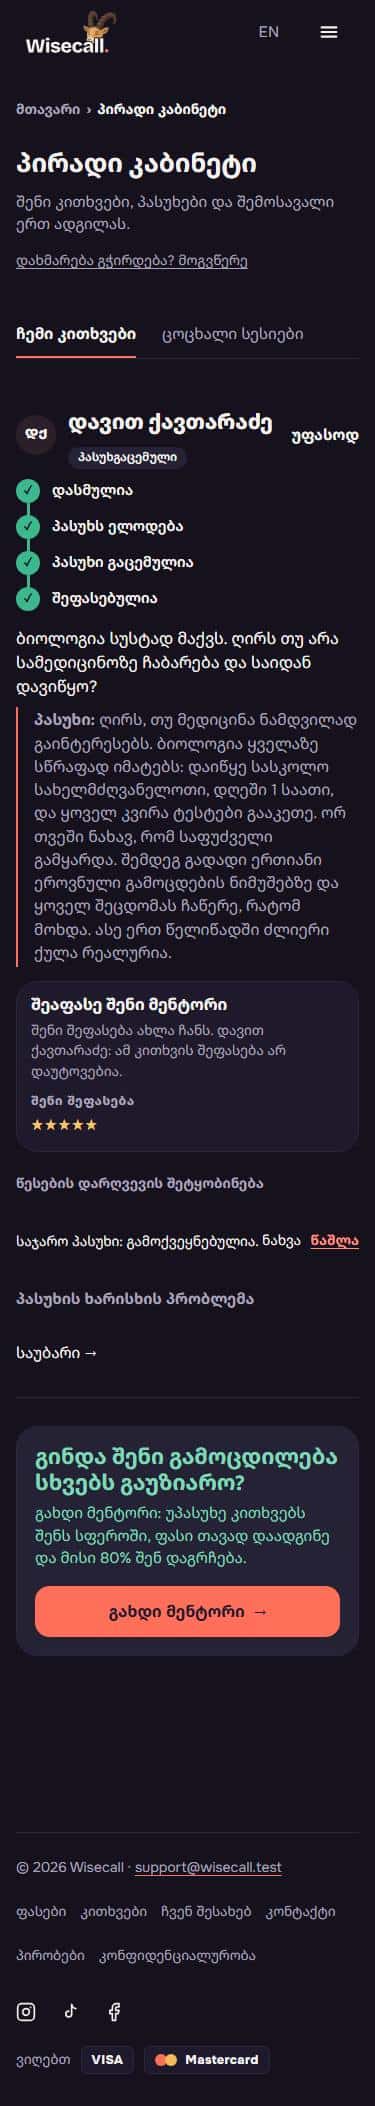 Wisecall.
EN
მთავარი › პირადი კაბინეტი
პირადი კაბინეტი
შენი კითხვები, პასუხები და შემოსავალი
ერთ ადგილას.
დახმარება გჭირდება? მოგვწერე
ჩემი კითხვები ცოცხალი სესიები
დქ
დავით ქავთარაძე
უფასოდ
პასუხგაცემული
✓ დასმულია
✓ პასუხს ელოდება
✓ პასუხი გაცემულია
✓ შეფასებულია
ბიოლოგია სუსტად მაქვს. ღირს თუ არა
სამედიცინოზე ჩაბარება და საიდან
დავიწყო?
პასუხი: ღირს, თუ მედიცინა ნამდვილად
გაინტერესებს. ბიოლოგია ყველაზე
სწრაფად იმატებს: დაიწყე სასკოლო
სახელმძღვანელოთი, დღეში 1 საათი,
და ყოველ კვირა ტესტები გააკეთე. ორ
თვეში ნახავ, რომ საფუძველი
გამყარდა. შემდეგ გადადი ერთიანი
ეროვნული გამოცდების ნიმუშებზე და
ყოველ შეცდომას ჩაწერე, რატომ
მოხდა. ასე ერთ წელიწადში ძლიერი
ქულა რეალურია.
შეაფასე შენი მენტორი
შენი შეფასება ახლა ჩანს. დავით
ქავთარაძე: ამ კითხვის შეფასება არ
დაუტოვებია.
შენი შეფასება
★★★★★
წესების დარღვევის შეტყობინება
საჯარო პასუხი: გამოქვეყნებულია. ნახვა წაშლა
პასუხის ხარისხის პრობლემა
საუბარი →
გინდა შენი გამოცდილება
სხვებს გაუზიარო?
გახდი მენტორი: უპასუხე კითხვებს
შენს სფეროში, ფასი თავად დაადგინე
და მისი 80% შენ დაგრჩება.
გახდი მენტორი →
© 2026 Wisecall · support@wisecall.test
ფასები კითხვები ჩვენ შესახებ კონტაქტი
პირობები კონფიდენციალურობა
ვიღებთ VISA Mastercard